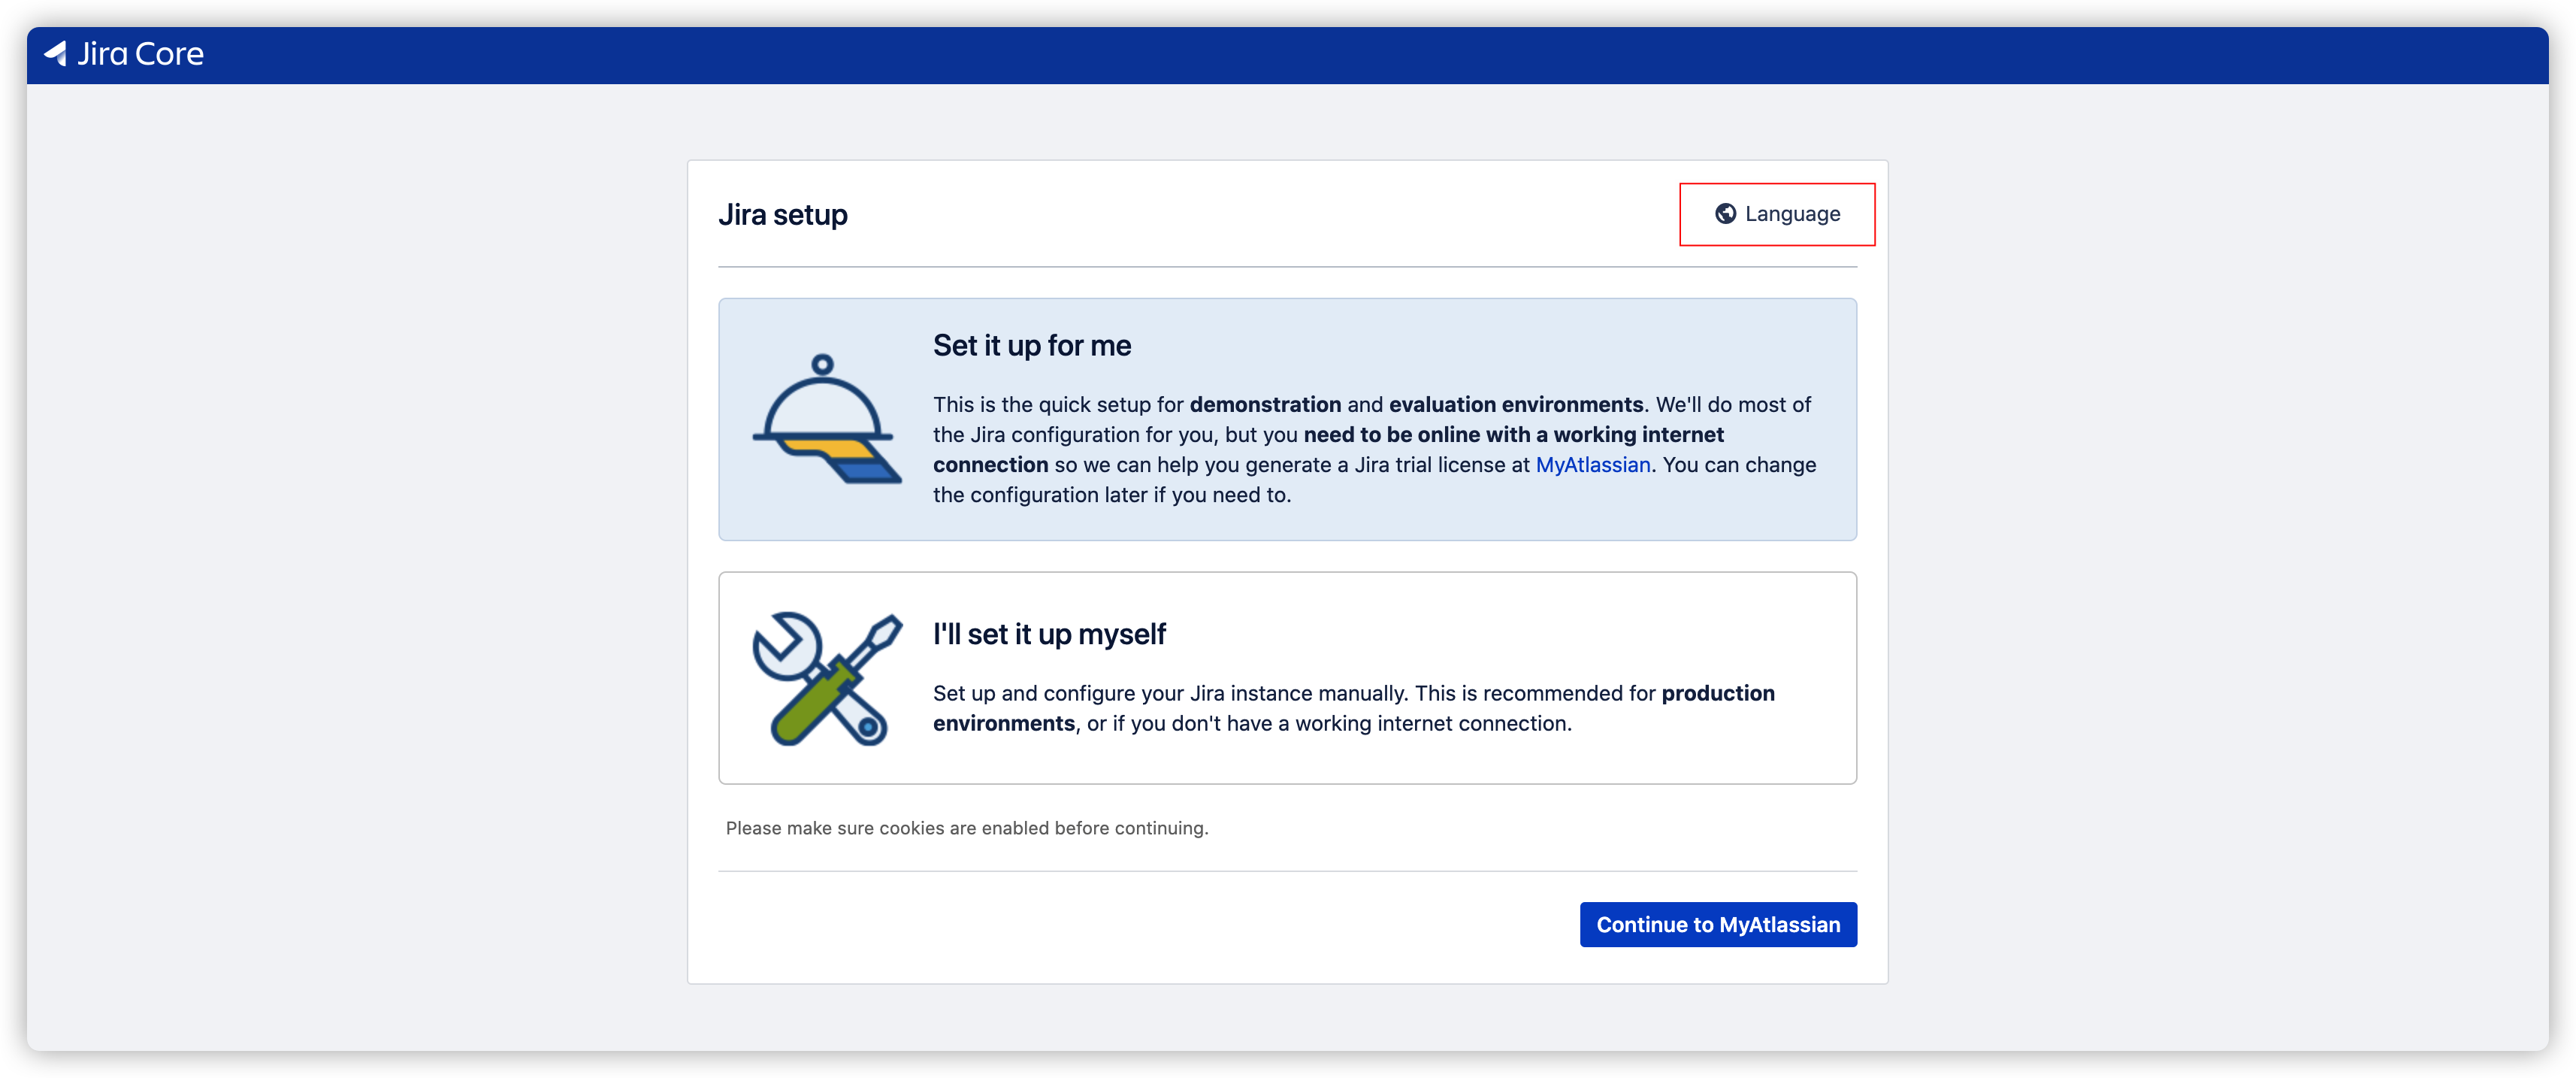 Jira Core
Jira setup
Language
Set it up for me
This is the quick setup for demonstration and evaluation environments. We'll do most of
the Jira configuration for you, but you need to be online with a working internet
connection so we can help you generate a Jira trial license at MyAtlassian. You can change
the configuration later if you need to.
I'll set it up myself
Set up and configure your Jira instance manually. This is recommended for production
environments, or if you don't have a working internet connection.
Please make sure cookies are enabled before continuing.
Continue to MyAtlassian